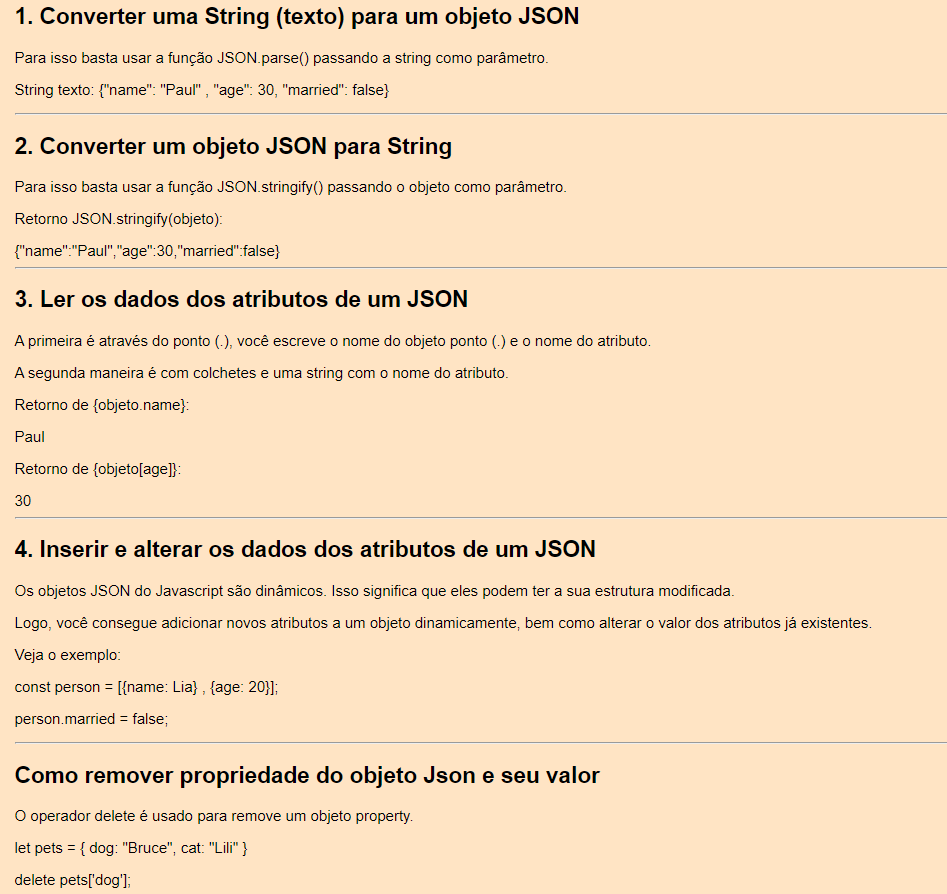 1. Converter uma String (texto) para um objeto JSON
Para isso basta usar a função JSON.parse() passando a string como parâmetro.
String texto: {"name": "Paul" , "age": 30, "married": false}
2. Converter um objeto JSON para String
Para isso basta usar a função JSON.stringify() passando o objeto como parâmetro.
Retorno JSON.stringify(objeto):
{"name":"Paul","age":30,"married":false}
3. Ler os dados dos atributos de um JSON
A primeira é através do ponto (.), você escreve o nome do objeto ponto (.) e o nome do atributo.
A segunda maneira é com colchetes e uma string com o nome do atributo.
Retorno de {objeto.name}:
Paul
Retorno de {objeto[age]}:
30
4. Inserir e alterar os dados dos atributos de um JSON
Os objetos JSON do Javascript são dinâmicos. Isso significa que eles podem ter a sua estrutura modificada.
Logo, você consegue adicionar novos atributos a um objeto dinamicamente, bem como alterar o valor dos atributos já existentes.
Veja o exemplo:
const person = [{name: Lia} , {age: 20}];
person.married = false;
Como remover propriedade do objeto Json e seu valor
O operador delete é usado para remove um objeto property.
let pets = { dog: "Bruce", cat: "Lili" }
delete pets['dog'];